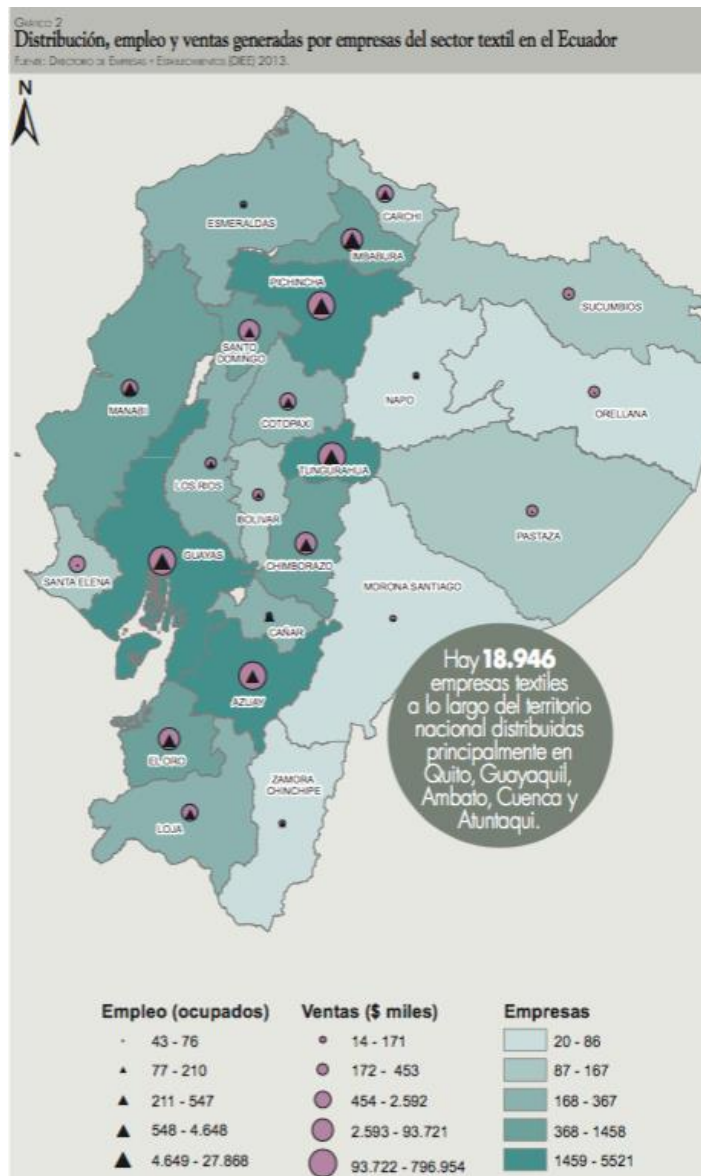 GRÁFICO 2
Distribución, empleo y ventas generadas por empresas del sector textil en el Ecuador
FUENTE: DIRECTORIO DE EMPRESAS Y ESTABLECIMIENTOS (DIEE) 2013.
N
ESMERALDAS
CARCHI
IMBABURA
PICHINCHA
SUCUMBIOS
SANTO
DOMINGO
NAPO
ORELLANA
MANABI
COTOPAXI
TUNGURAHUA
LOS RIOS
BOLIVAR
PASTAZA
GUAYAS
CHIMBORAZO
SANTA ELENA
MORONA SANTIAGO
CAÑAR
AZUAY
EL ORO
ZAMORA
CHINCHIPE
LOJA
Hay 18.946
empresas textiles
a lo largo del territorio
nacional distribuidas
principalmente en
Quito, Guayaquil,
Ambato, Cuenca y
Atuntaqui.
Empleo (ocupados)
43 - 76
77 - 210
211 - 547
548 - 4.648
4.649 - 27.868
Ventas ($ miles)
14 - 171
172 - 453
454 - 2.592
2.593 - 93.721
93.722 - 796.954
Empresas
20 - 86
87 - 167
168 - 367
368 - 1458
1459 - 5521